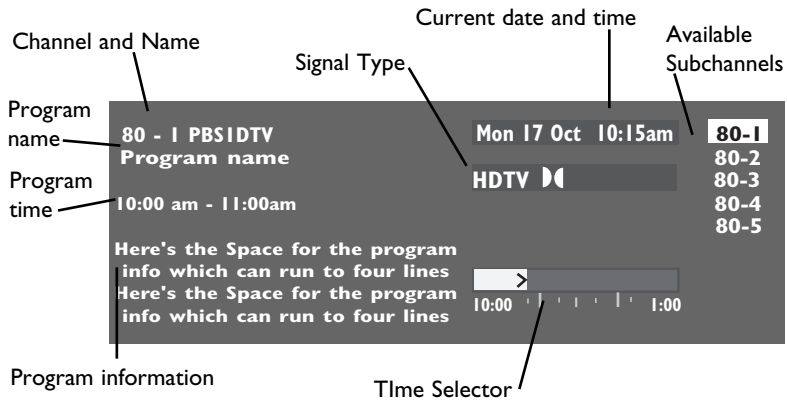 Current date and time
Channel and Name
Available
Subchannels
Signal Type
Program
name
80 - 1 PBS1DTV
Program name
Mon 17 Oct 10:15am
80-1
80-2
80-3
80-4
80-5
HDTV
Program
time
10:00 am - 11:00am
Here's the Space for the program
info which can run to four lines
Here's the Space for the program
info which can run to four lines
10:00 1:00
Program information
TIme Selector